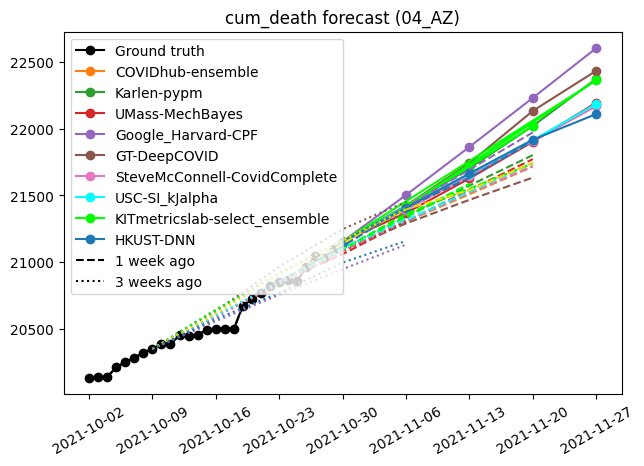 cum_death forecast (04_AZ)
Ground truth
COVIDhub-ensemble
Karlen-pypm
UMass-MechBayes
Google_Harvard-CPF
GT-DeepCOVID
SteveMcConnell-CovidComplete
USC-SI_kJalpha
KITmetricslab-select_ensemble
HKUST-DNN
1 week ago
3 weeks ago
22500
22000
21500
21000
20500
2021-10-02
2021-10-09
2021-10-16
2021-10-23
2021-10-30
2021-11-06
2021-11-13
2021-11-20
2021-11-27